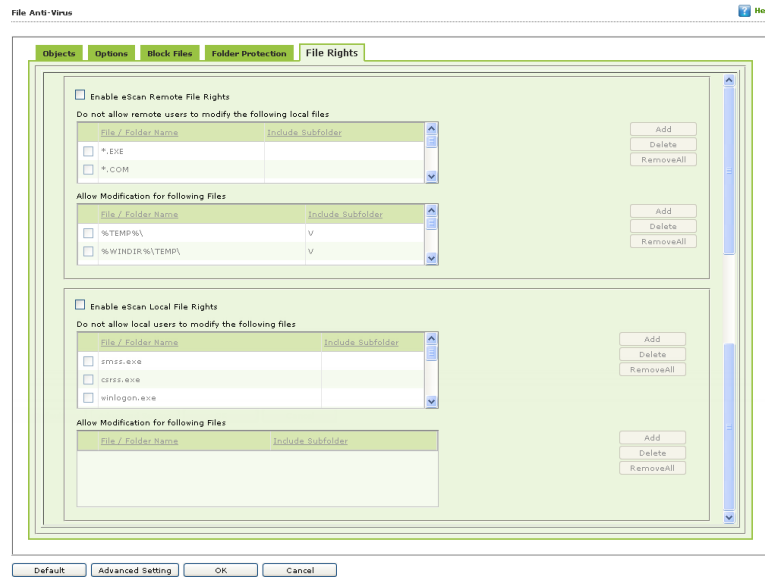 File Anti-Virus
? He
Objects Options Block Files Folder Protection File Rights
Enable eScan Remote File Rights
Do not allow remote users to modify the following local files
File / Folder Name Include Subfolder
*.EXE
*.COM
Add
Delete
RemoveAll
Allow Modification for following Files
File / Folder Name Include Subfolder
%TEMP%\ V
%WINDIR%\TEMP\ V
Add
Delete
RemoveAll
Enable eScan Local File Rights
Do not allow local users to modify the following files
File / Folder Name Include Subfolder
smss.exe
csrss.exe
winlogon.exe
Add
Delete
RemoveAll
Allow Modification for following Files
File / Folder Name Include Subfolder
Add
Delete
RemoveAll
Default Advanced Setting OK Cancel